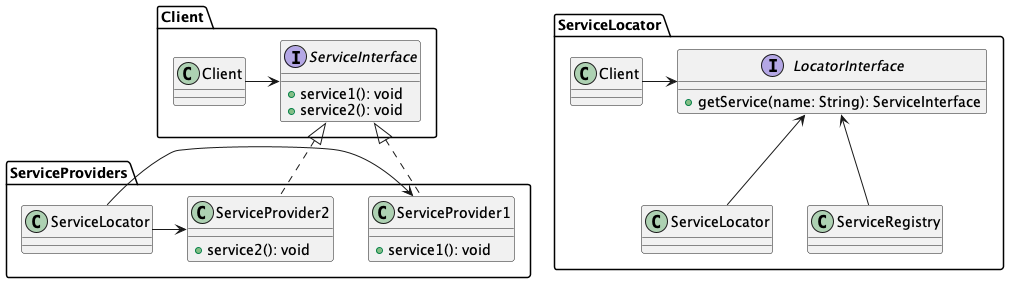 Client
C Client
I ServiceInterface
service1(): void
service2(): void
ServiceProviders
C ServiceLocator
C ServiceProvider2
service2(): void
C ServiceProvider1
service1(): void
ServiceLocator
C Client
I LocatorInterface
getService(name: String): ServiceInterface
C ServiceLocator
C ServiceRegistry